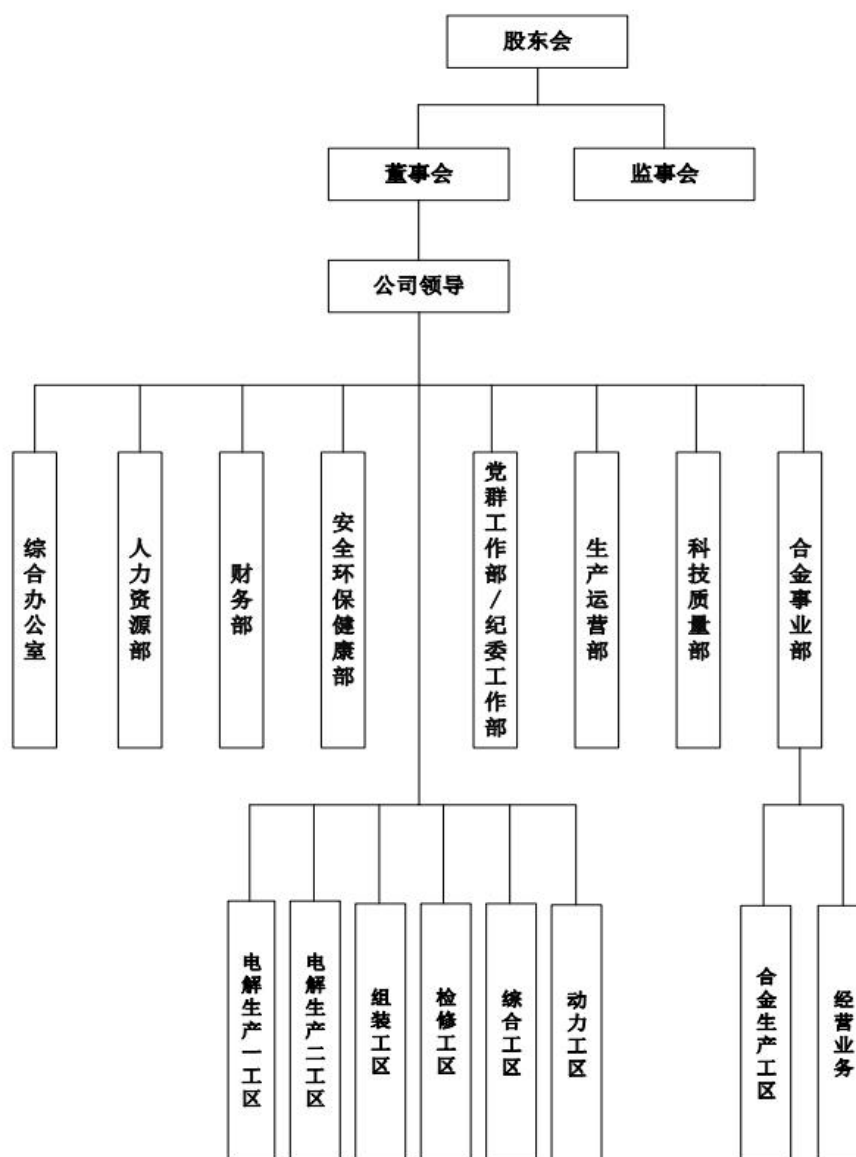 股东会
董事会
监事会
公司领导
综合办公室
人力资源部
财务部
安全环保健康部
党群工作部/纪委工作部
生产运营部
科技质量部
合金事业部
电解生产一工区
电解生产二工区
组装工区
检修工区
综合工区
动力工区
合金生产工区
经营业务